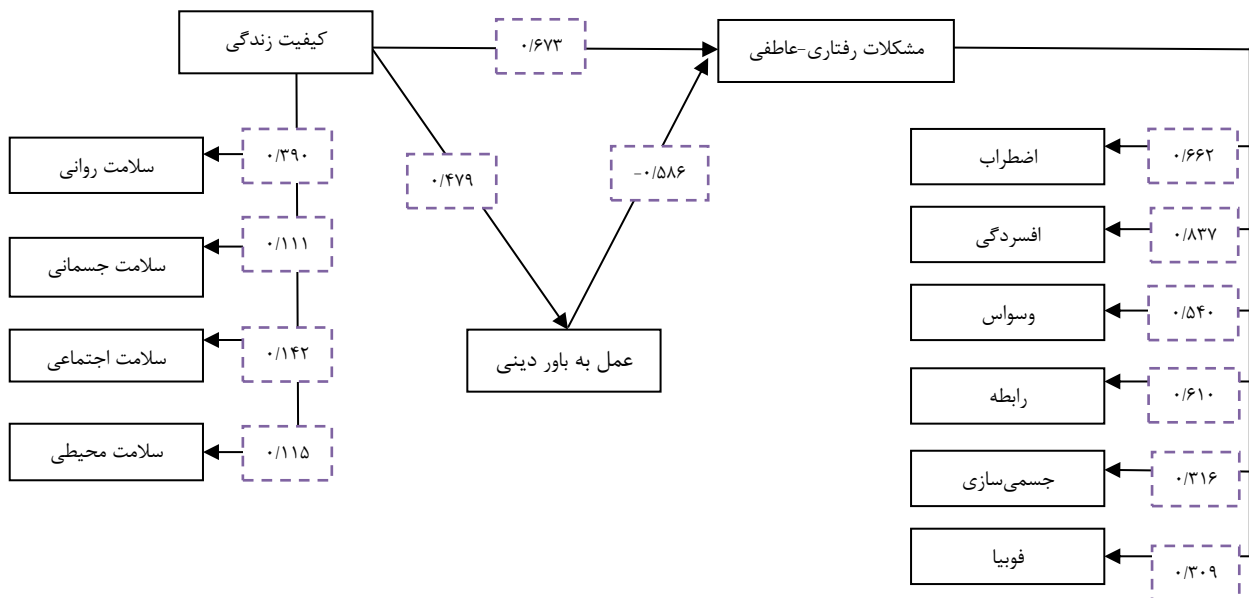 کیفیت زندگی
۰/۶۷۳
مشکلات رفتاری-عاطفی
۰/۳۹۰
سلامت روانی
۰/۱۱۱
سلامت جسمانی
۰/۱۴۲
سلامت اجتماعی
۰/۱۱۵
سلامت محیطی
۰/۴۷۹
-۰/۵۸۶
عمل به باور دینی
۰/۶۶۲
اضطراب
۰/۸۳۷
افسردگی
۰/۵۴۰
وسواس
۰/۶۱۰
رابطه
۰/۳۱۶
جسمی‌سازی
۰/۳۰۹
فوبیا